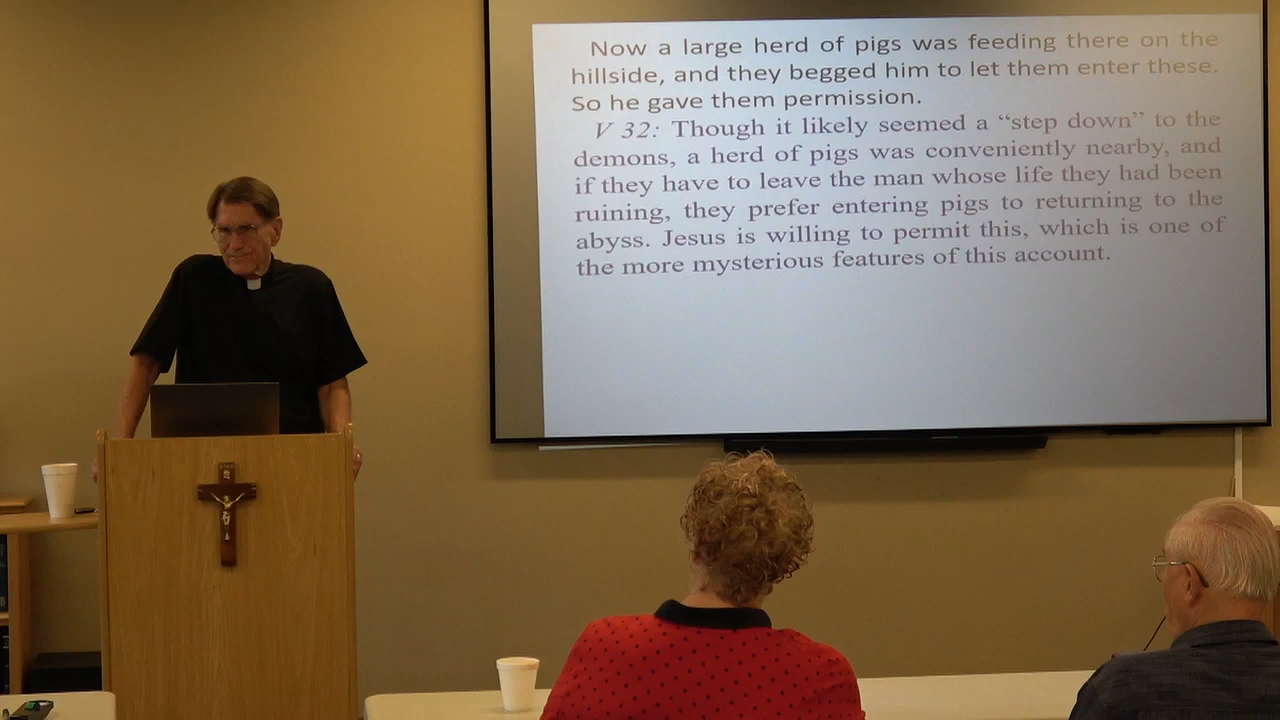 Now a large herd of pigs was feeding there on the
hillside, and they begged him to let them enter these.
So he gave them permission.
V 32: Though it likely seemed a “step down” to the
demons, a herd of pigs was conveniently nearby, and
if they have to leave the man whose life they had been
ruining, they prefer entering pigs to returning to the
abyss. Jesus is willing to permit this, which is one of
the more mysterious features of this account.